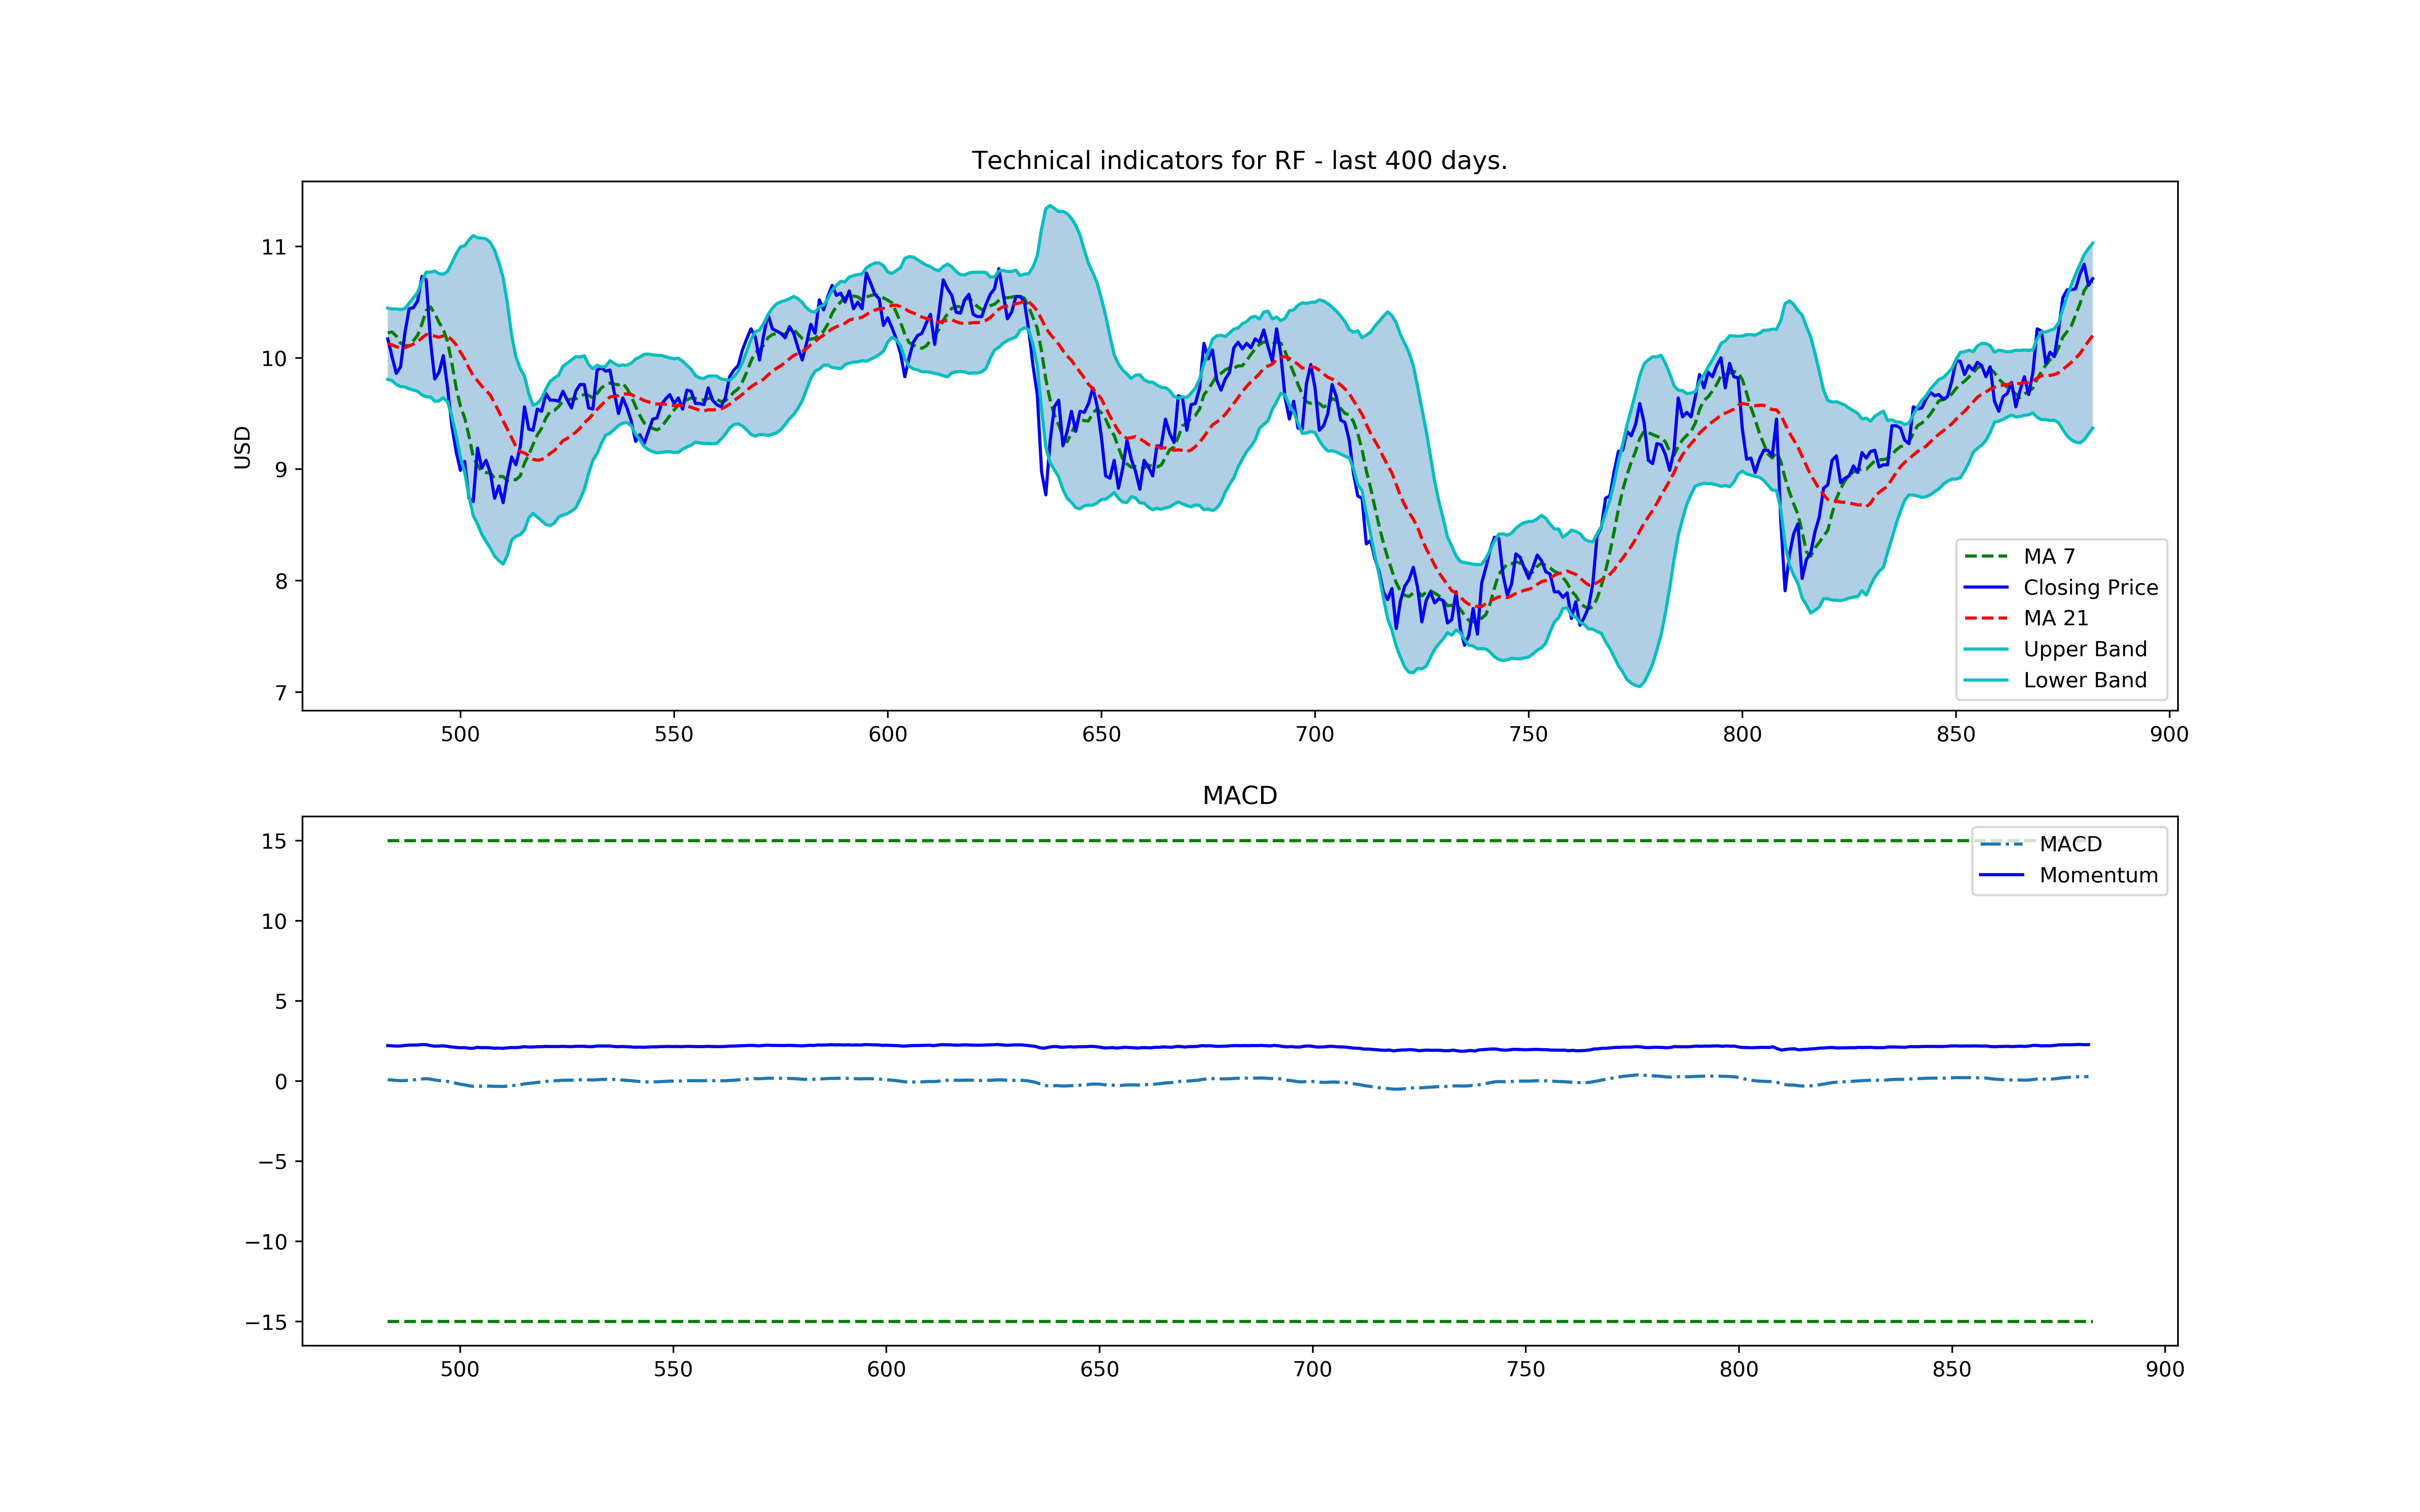 Technical indicators for RF - last 400 days.
USD
11
10
9
8
7
500 550 600 650 700 750 800 850 900
MA 7
Closing Price
MA 21
Upper Band
Lower Band
MACD
15
10
5
0
−5
−10
−15
500 550 600 650 700 750 800 850 900
MACD
Momentum